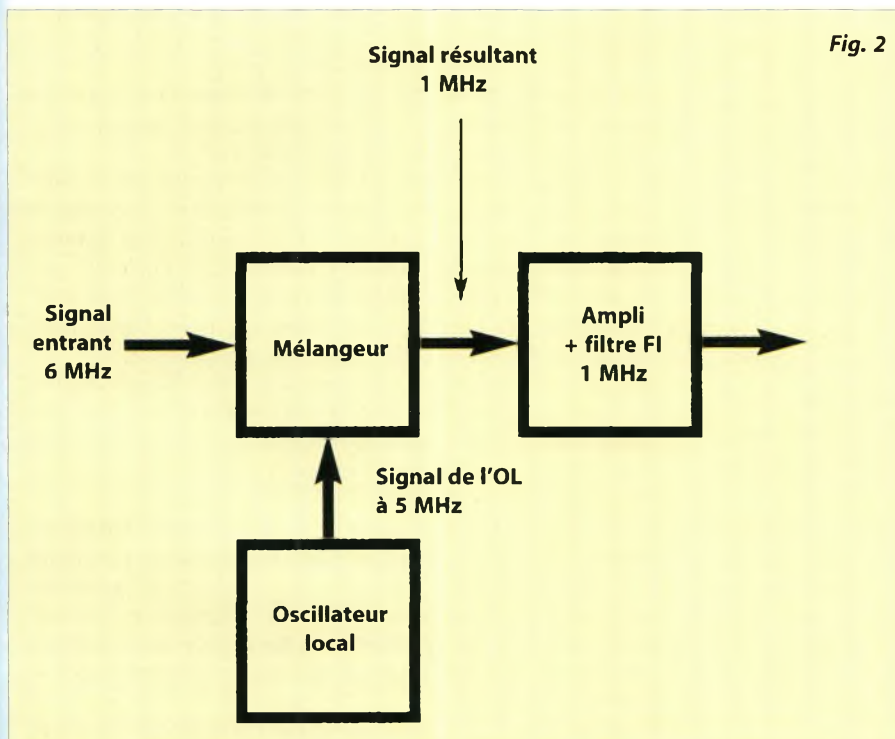 Fig. 2
Signal résultant
1 MHz
Signal
entrant
6 MHz
Mélangeur
Ampli
+ filtre FI
1 MHz
Signal de l'OL
à 5 MHz
Oscillateur
local